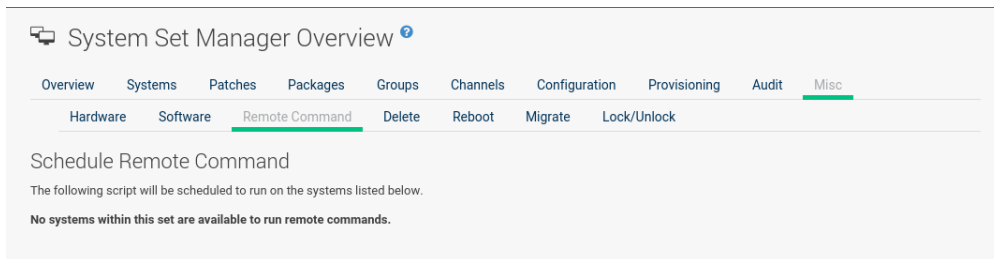 System Set Manager Overview ?
Overview Systems Patches Packages Groups Channels Configuration Provisioning Audit Misc
Hardware Software Remote Command Delete Reboot Migrate Lock/Unlock
Schedule Remote Command
The following script will be scheduled to run on the systems listed below.
No systems within this set are available to run remote commands.